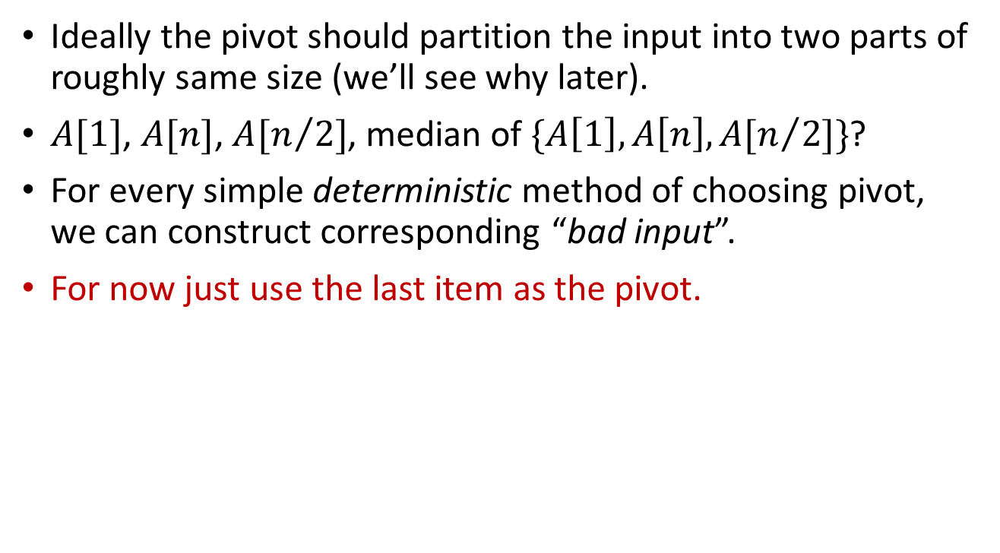 • Ideally the pivot should partition the input into two parts of
roughly same size (we’ll see why later).
• A[1], A[n], A[n/2], median of {A[1], A[n], A[n/2]}?
• For every simple deterministic method of choosing pivot,
we can construct corresponding “bad input”.
• For now just use the last item as the pivot.